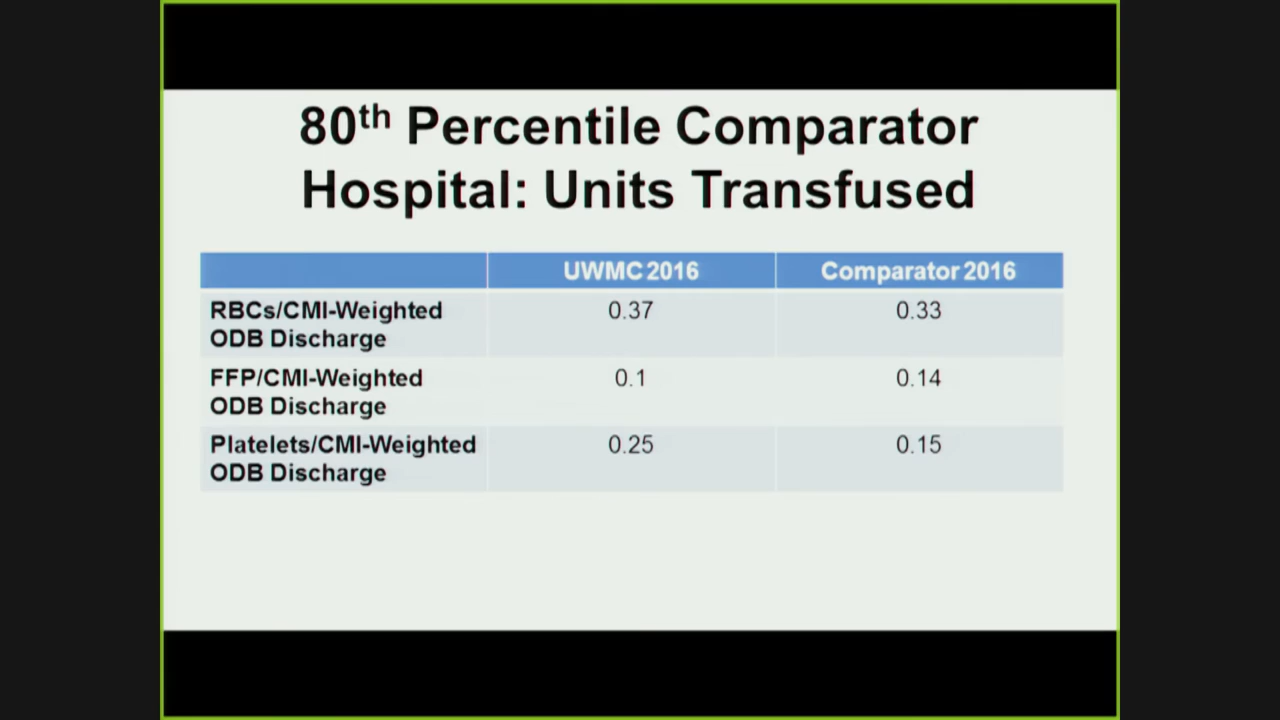 80th Percentile Comparator
Hospital: Units Transfused
UWMC 2016 Comparator 2016
RBCs/CMI-Weighted 0.37 0.33
ODB Discharge
FFP/CMI-Weighted 0.1 0.14
ODB Discharge
Platelets/CMI-Weighted 0.25 0.15
ODB Discharge